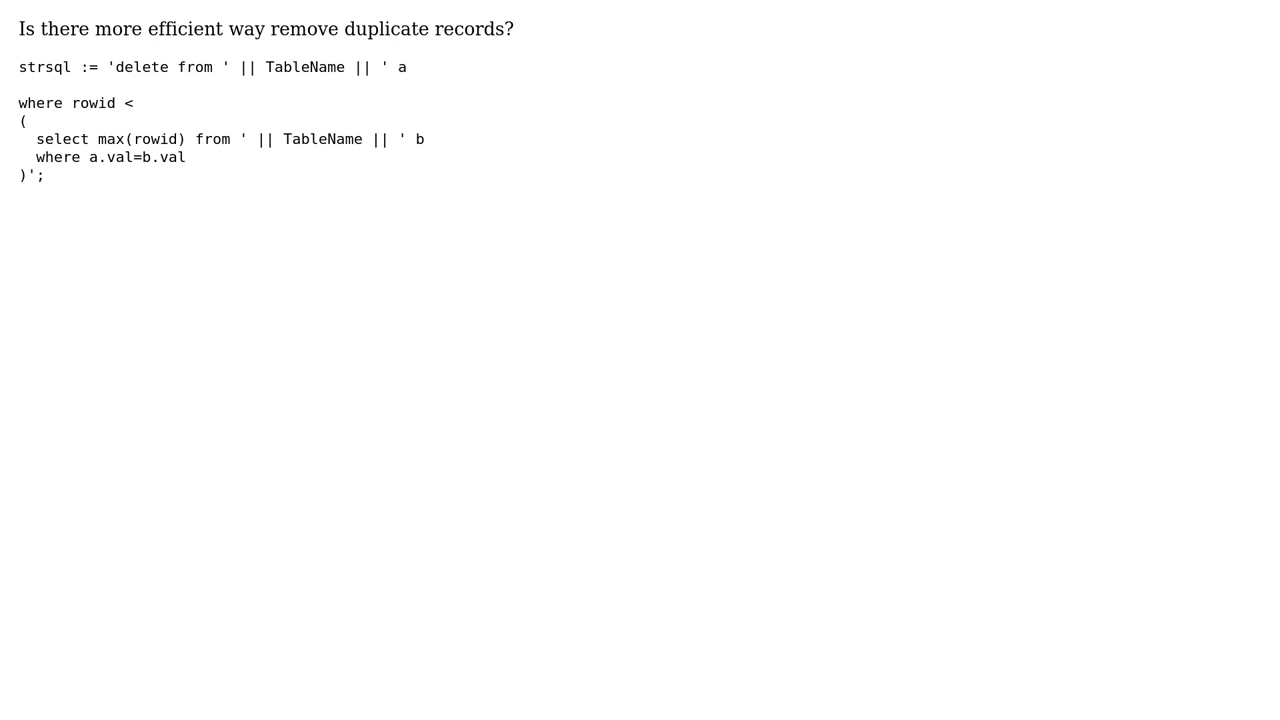 Is there more efficient way remove duplicate records?
strsql := 'delete from ' || TableName || ' a
where rowid <
(
  select max(rowid) from ' || TableName || ' b
  where a.val=b.val
)';